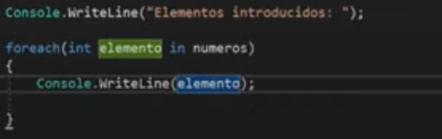 Console.WriteLine("Elementos introducidos: ");
foreach(int elemento in numeros)
{
Console.WriteLine(elemento);
}